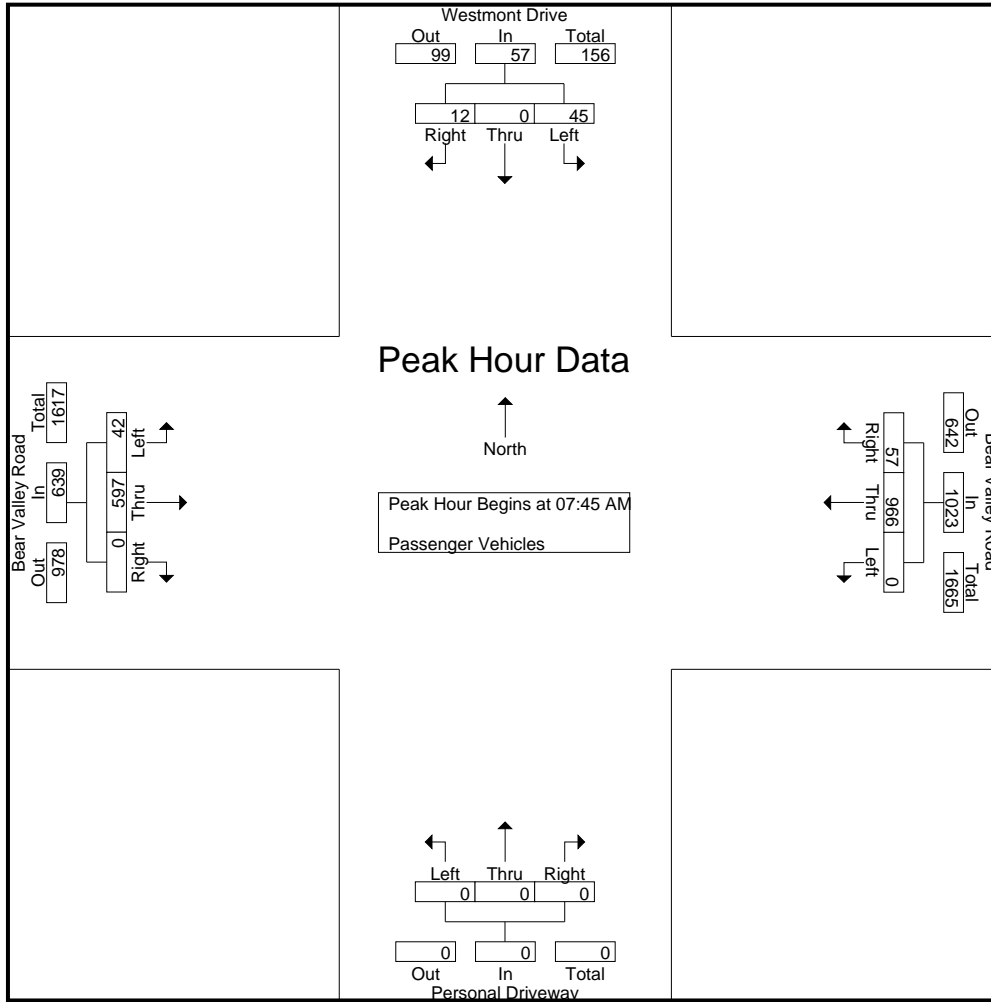 Westmont Drive
Out In Total
99 57 156
12 0 45
Right Thru Left
Peak Hour Data
North
Peak Hour Begins at 07:45 AM
Passenger Vehicles
Bear Valley Road
Out In Total
978 639 1617
0 597 42
Right Thru Left
Bear Valley Road
Out In Total
642 1023 1665
57 966 0
Right Thru Left
Left Thru Right
0 0 0
0 0 0
Out In Total
Personal Driveway